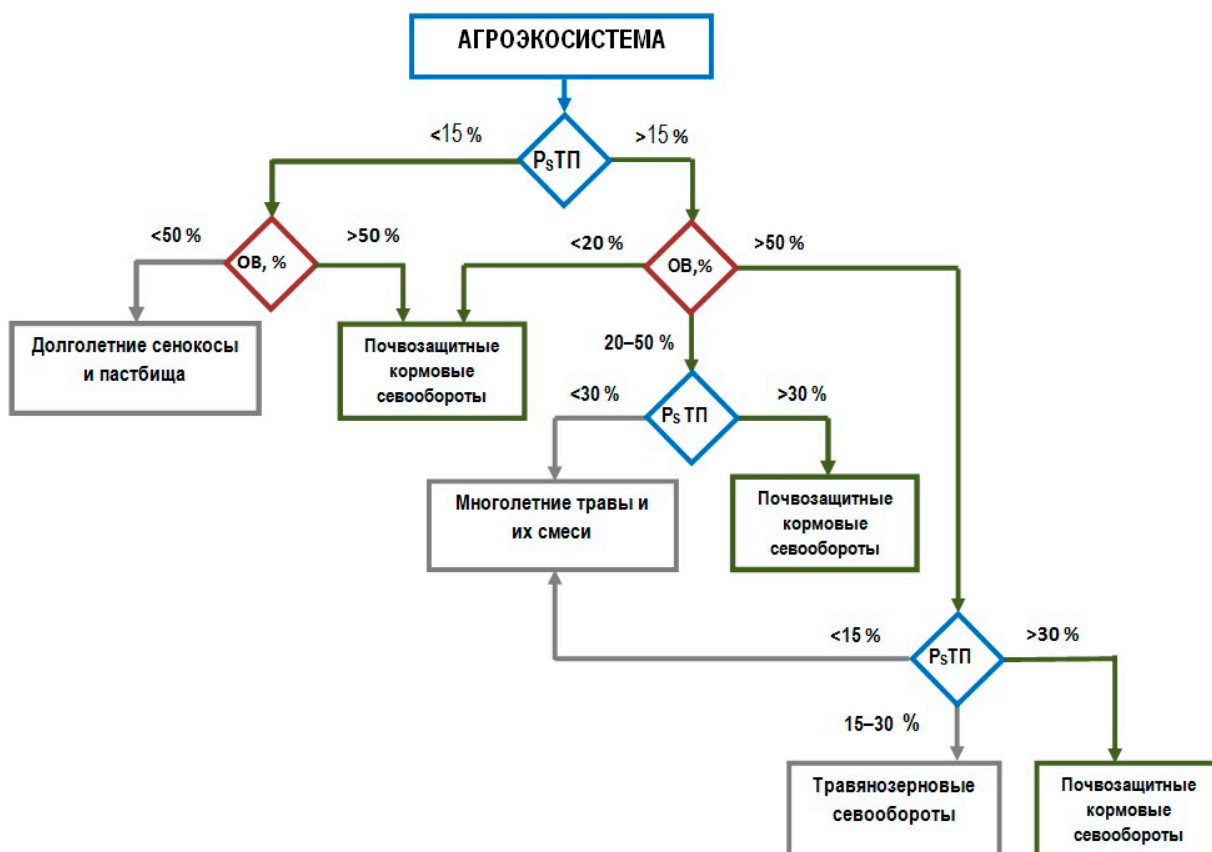 АГРОЭКОСИСТЕМА
<15 %
>15 %
PSТП
<50 %
>50 %
<20 %
>50 %
ОВ, %
ОВ,%
Долголетние сенокосы
и пастбища
Почвозащитные
кормовые
севообороты
20–50 %
<30 %
>30 %
PS ТП
Многолетние травы и
их смеси
Почвозащитные
кормовые
севообороты
<15 %
>30 %
PSТП
15–30 %
Травянозерновые
севообороты
Почвозащитные
кормовые
севообороты